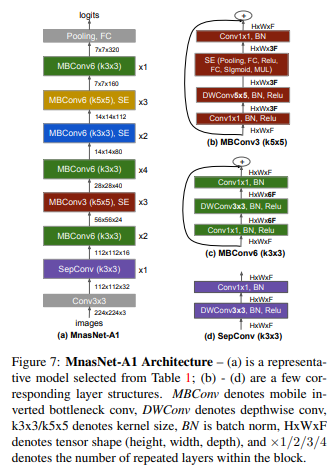 logits
Pooling, FC
7x7x320
MBConv6 (k3x3)
x1
7x7x160
MBConv6 (k5x5), SE
x3
14x14x112
MBConv6 (k3x3), SE
x2
14x14x80
MBConv6 (k3x3)
x4
28x28x40
MBConv3 (k5x5), SE
x3
56x56x24
MBConv6 (k3x3)
x2
112x112x16
SepConv (k3x3)
x1
112x112x32
Conv3x3
224x224x3
images
(a) MnasNet-A1
+
HxWxF
Conv1x1, BN
HxWx3F
SE (Pooling, FC, Relu,
FC, SIgmoid, MUL)
HxWx3F
DWConv5x5, BN, Relu
HxWx3F
Conv1x1, BN, Relu
HxWxF
(b) MBConv3 (k5x5)
+
HxWxF
Conv1x1, BN
HxWx6F
DWConv3x3, BN, Relu
HxWx6F
Conv1x1, BN, Relu
HxWxF
(c) MBConv6 (k3x3)
HxWxF
Conv1x1, BN
HxWxF
DWConv3x3, BN, Relu
HxWxF
(d) SepConv (k3x3)
Figure 7: MnasNet-A1 Architecture – (a) is a representa-
tive model selected from Table 1; (b) - (d) are a few cor-
responding layer structures. MBConv denotes mobile in-
verted bottleneck conv, DWConv denotes depthwise conv,
k3x3/k5x5 denotes kernel size, BN is batch norm, HxWxF
denotes tensor shape (height, width, depth), and ×1/2/3/4
denotes the number of repeated layers within the block.